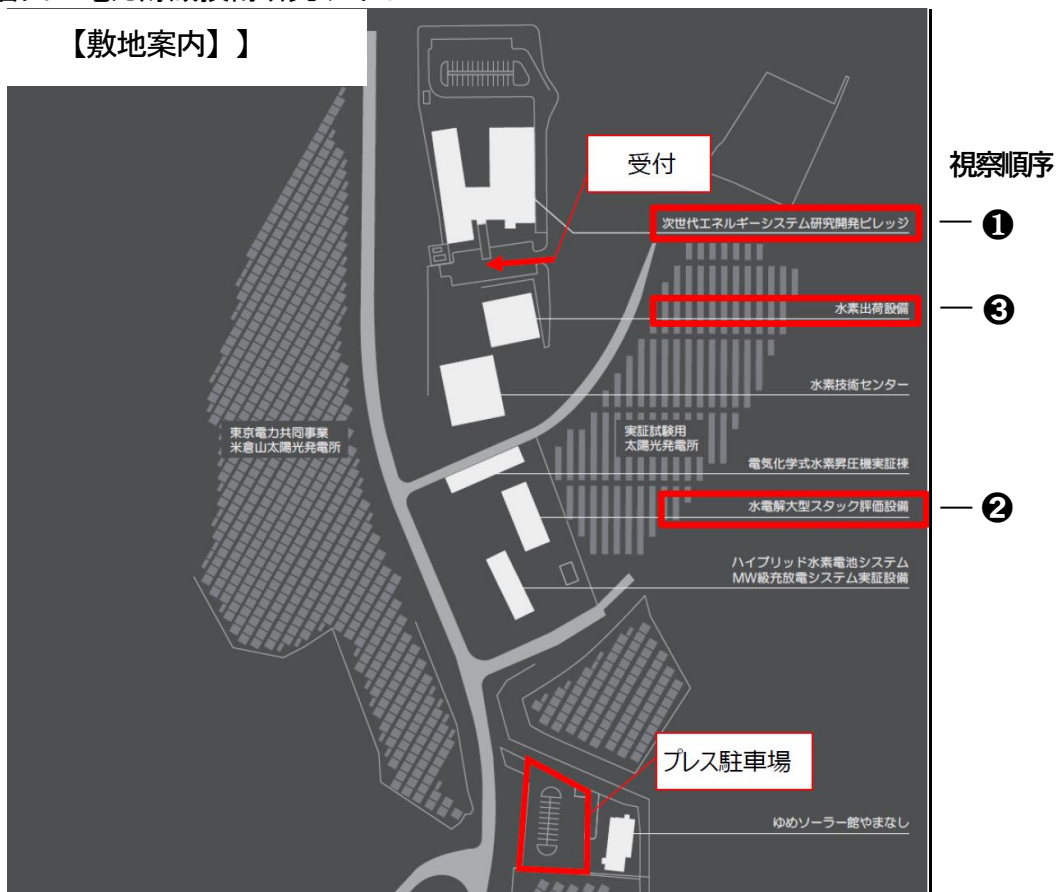 【敷地案内】】
受付
視察順序
次世代エネルギーシステム研究開発ビレッジ
― ❶
水素出荷設備
― ❸
水素技術センター
東京電力共同事業
米倉山太陽光発電所
実証試験用
太陽光発電所
電気化学式水素昇圧機実証棟
水電解大型スタック評価設備
― ❷
ハイブリッド水素電池システム
MW級充放電システム実証設備
プレス駐車場
ゆめソーラー館やまなし